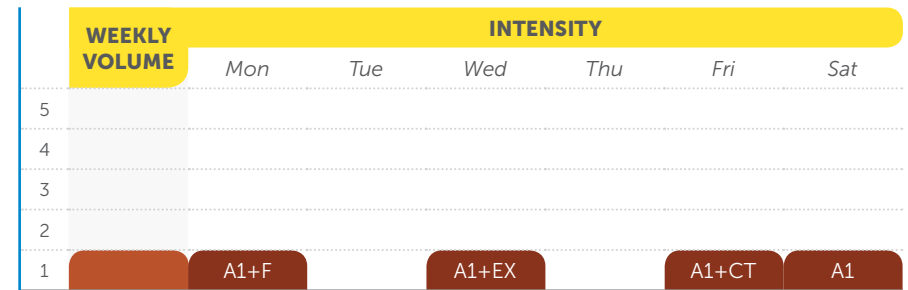 WEEKLY VOLUME INTENSITY
Mon Tue Wed Thu Fri Sat
5
4
3
2
1 A1+F A1+EX A1+CT A1